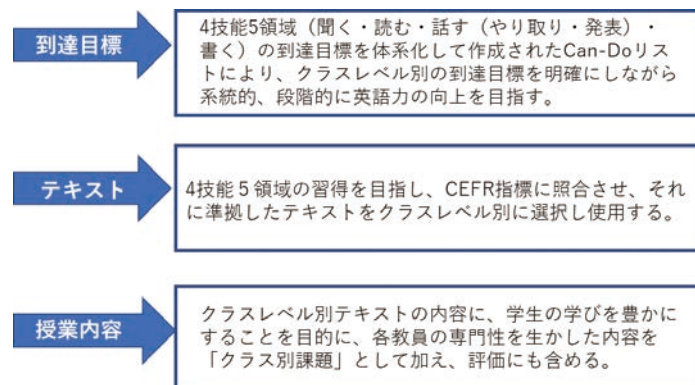 到達目標
4技能5領域（聞く・読む・話す（やり取り・発表）・
書く）の到達目標を体系化して作成されたCan-Doリス
トにより、クラスレベル別の到達目標を明確にしながら
系統的、段階的に英語力の向上を目指す。
テキスト
4技能５領域の習得を目指し、CEFR指標に照合させ、それ
に準拠したテキストをクラスレベル別に選択し使用する。
授業内容
クラスレベル別テキストの内容に、学生の学びを豊かに
することを目的に、各教員の専門性を生かした内容を
「クラス別課題」として加え、評価にも含める。